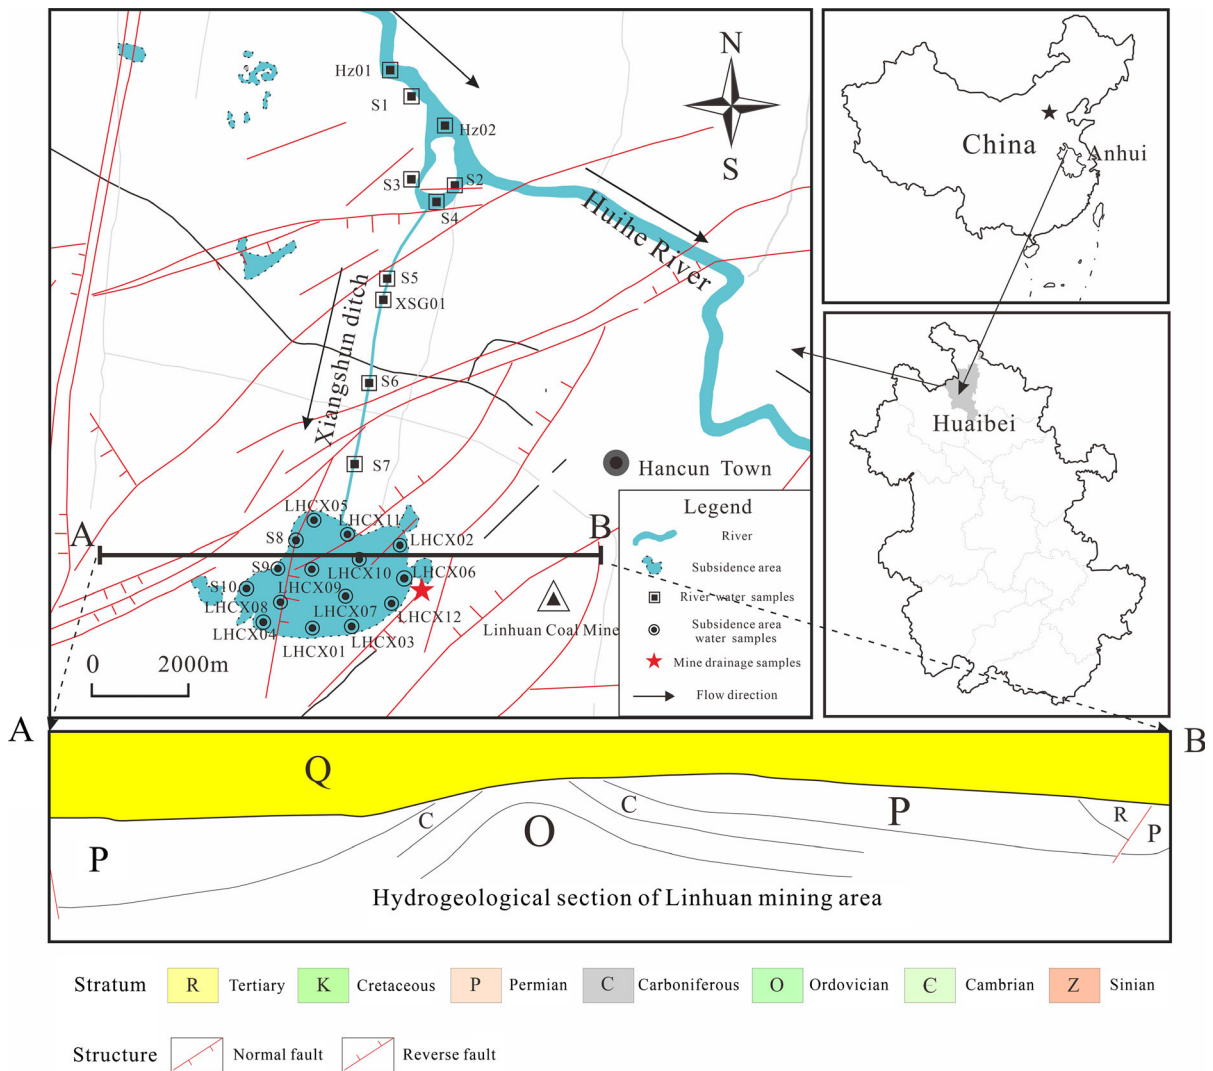 N
S
Hz01
S1
Hz02
S3
S2
S4
Huihe River
S5
XSG01
Xiangshun ditch
S6
S7
Hancun Town
LHCX05
LHCX11
S8
LHCX02
A
B
S9
LHCX10
LHCX06
S10
LHCX09
LHCX08
LHCX07
LHCX12
LHCX04
LHCX01
LHCX03
Linhuan Coal Mine
0 2000m
Legend
River
Subsidence area
River water samples
Subsidence area
water samples
Mine drainage samples
Flow direction
China
Anhui
Huaibei
A
B
Q
C
C
O
P
P
R
P
Hydrogeological section of Linhuan mining area
Stratum R Tertiary K Cretaceous P Permian C Carboniferous O Ordovician Є Cambrian Z Sinian
Structure Normal fault Reverse fault